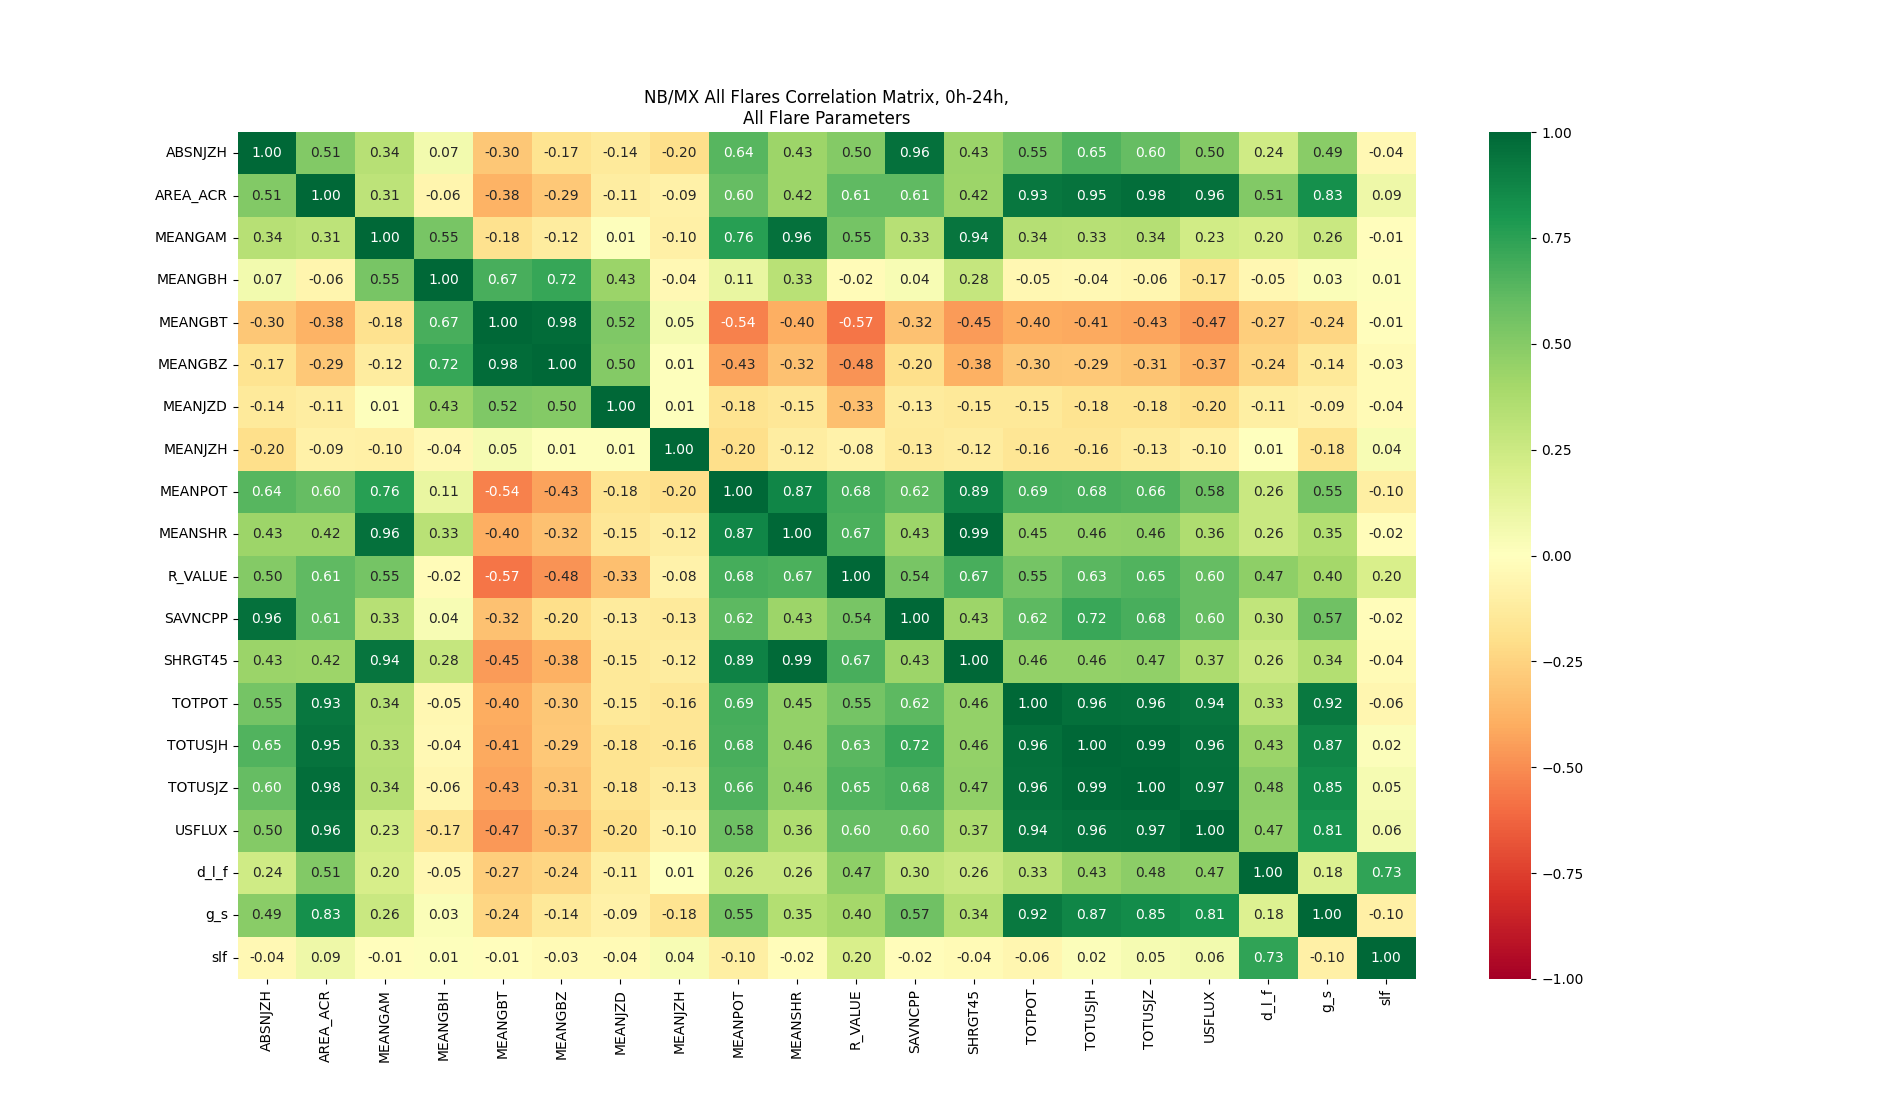 NB/MX All Flares Correlation Matrix, 0h-24h,
All Flare Parameters
ABSNJZH 1.00 0.51 0.34 0.07 -0.30 -0.17 -0.14 -0.20 0.64 0.43 0.50 0.96 0.43 0.55 0.65 0.60 0.50 0.24 0.49 -0.04
AREA_ACR 0.51 1.00 0.31 -0.06 -0.38 -0.29 -0.11 -0.09 0.60 0.42 0.61 0.61 0.42 0.93 0.95 0.98 0.96 0.51 0.83 0.09
MEANGAM 0.34 0.31 1.00 0.55 -0.18 -0.12 0.01 -0.10 0.76 0.96 0.55 0.33 0.94 0.34 0.33 0.34 0.23 0.20 0.26 -0.01
MEANGBH 0.07 -0.06 0.55 1.00 0.67 0.72 0.43 -0.04 0.11 0.33 -0.02 0.04 0.28 -0.05 -0.04 -0.06 -0.17 -0.05 0.03 0.01
MEANGBT -0.30 -0.38 -0.18 0.67 1.00 0.98 0.52 0.05 -0.54 -0.40 -0.57 -0.32 -0.45 -0.40 -0.41 -0.43 -0.47 -0.27 -0.24 -0.01
MEANGBZ -0.17 -0.29 -0.12 0.72 0.98 1.00 0.50 0.01 -0.43 -0.32 -0.48 -0.20 -0.38 -0.30 -0.29 -0.31 -0.37 -0.24 -0.14 -0.03
MEANJZD -0.14 -0.11 0.01 0.43 0.52 0.50 1.00 0.01 -0.18 -0.15 -0.33 -0.13 -0.15 -0.15 -0.18 -0.18 -0.20 -0.11 -0.09 -0.04
MEANJZH -0.20 -0.09 -0.10 -0.04 0.05 0.01 0.01 1.00 -0.20 -0.12 -0.08 -0.13 -0.12 -0.16 -0.16 -0.13 -0.10 0.01 -0.18 0.04
MEANPOT 0.64 0.60 0.76 0.11 -0.54 -0.43 -0.18 -0.20 1.00 0.87 0.68 0.62 0.89 0.69 0.68 0.66 0.58 0.26 0.55 -0.10
MEANSHR 0.43 0.42 0.96 0.33 -0.40 -0.32 -0.15 -0.12 0.87 1.00 0.67 0.43 0.99 0.45 0.46 0.46 0.36 0.26 0.35 -0.02
R_VALUE 0.50 0.61 0.55 -0.02 -0.57 -0.48 -0.33 -0.08 0.68 0.67 1.00 0.54 0.67 0.55 0.63 0.65 0.60 0.47 0.40 0.20
SAVNCPP 0.96 0.61 0.33 0.04 -0.32 -0.20 -0.13 -0.13 0.62 0.43 0.54 1.00 0.43 0.62 0.72 0.68 0.60 0.30 0.57 -0.02
SHRGT45 0.43 0.42 0.94 0.28 -0.45 -0.38 -0.15 -0.12 0.89 0.99 0.67 0.43 1.00 0.46 0.46 0.47 0.37 0.26 0.34 -0.04
TOTPOT 0.55 0.93 0.34 -0.05 -0.40 -0.30 -0.15 -0.16 0.69 0.45 0.55 0.62 0.46 1.00 0.96 0.96 0.94 0.33 0.92 -0.06
TOTUSJH 0.65 0.95 0.33 -0.04 -0.41 -0.29 -0.18 -0.16 0.68 0.46 0.63 0.72 0.46 0.96 1.00 0.99 0.96 0.43 0.87 0.02
TOTUSJZ 0.60 0.98 0.34 -0.06 -0.43 -0.31 -0.18 -0.13 0.66 0.46 0.65 0.68 0.47 0.96 0.99 1.00 0.97 0.48 0.85 0.05
USFLUX 0.50 0.96 0.23 -0.17 -0.47 -0.37 -0.20 -0.10 0.58 0.36 0.60 0.60 0.37 0.94 0.96 0.97 1.00 0.47 0.81 0.06
d_l_f 0.24 0.51 0.20 -0.05 -0.27 -0.24 -0.11 0.01 0.26 0.26 0.47 0.30 0.26 0.33 0.43 0.48 0.47 1.00 0.18 0.73
g_s 0.49 0.83 0.26 0.03 -0.24 -0.14 -0.09 -0.18 0.55 0.35 0.40 0.57 0.34 0.92 0.87 0.85 0.81 0.18 1.00 -0.10
slf -0.04 0.09 -0.01 0.01 -0.01 -0.03 -0.04 0.04 -0.10 -0.02 0.20 -0.02 -0.04 -0.06 0.02 0.05 0.06 0.73 -0.10 1.00
ABSNJZH AREA_ACR MEANGAM MEANGBH MEANGBT MEANGBZ MEANJZD MEANJZH MEANPOT MEANSHR R_VALUE SAVNCPP SHRGT45 TOTPOT TOTUSJH TOTUSJZ USFLUX d_l_f g_s slf
1.00
0.75
0.50
0.25
0.00
−0.25
−0.50
−0.75
−1.00